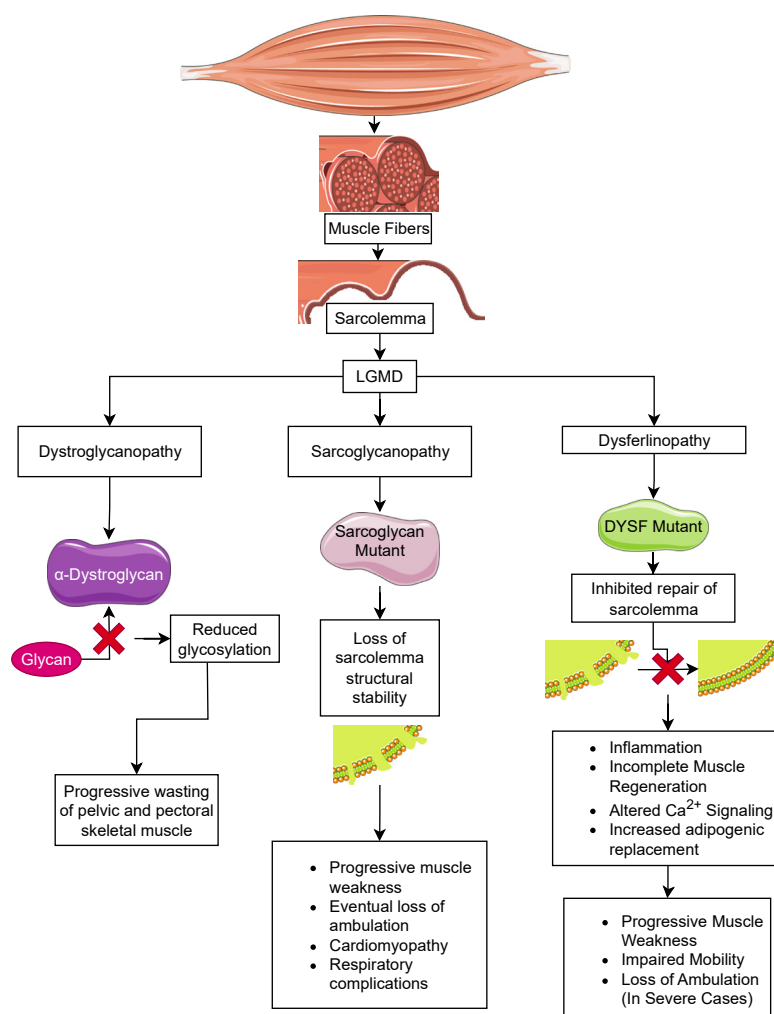 Muscle Fibers
Sarcolemma
LGMD
Dystroglycanopathy
α-Dystroglycan
Glycan
Reduced
glycosylation
Progressive wasting
of pelvic and pectoral
skeletal muscle
Sarcoglycanopathy
Sarcoglycan
Mutant
Loss of
sarcolemma
structural
stability
• Progressive muscle
weakness
• Eventual loss of
ambulation
• Cardiomyopathy
• Respiratory
complications
Dysferlinopathy
DYSF Mutant
Inhibited repair of
sarcolemma
• Inflammation
• Incomplete Muscle
Regeneration
• Altered Ca²⁺ Signaling
• Increased adipogenic
replacement
• Progressive Muscle
Weakness
• Impaired Mobility
• Loss of Ambulation
(In Severe Cases)